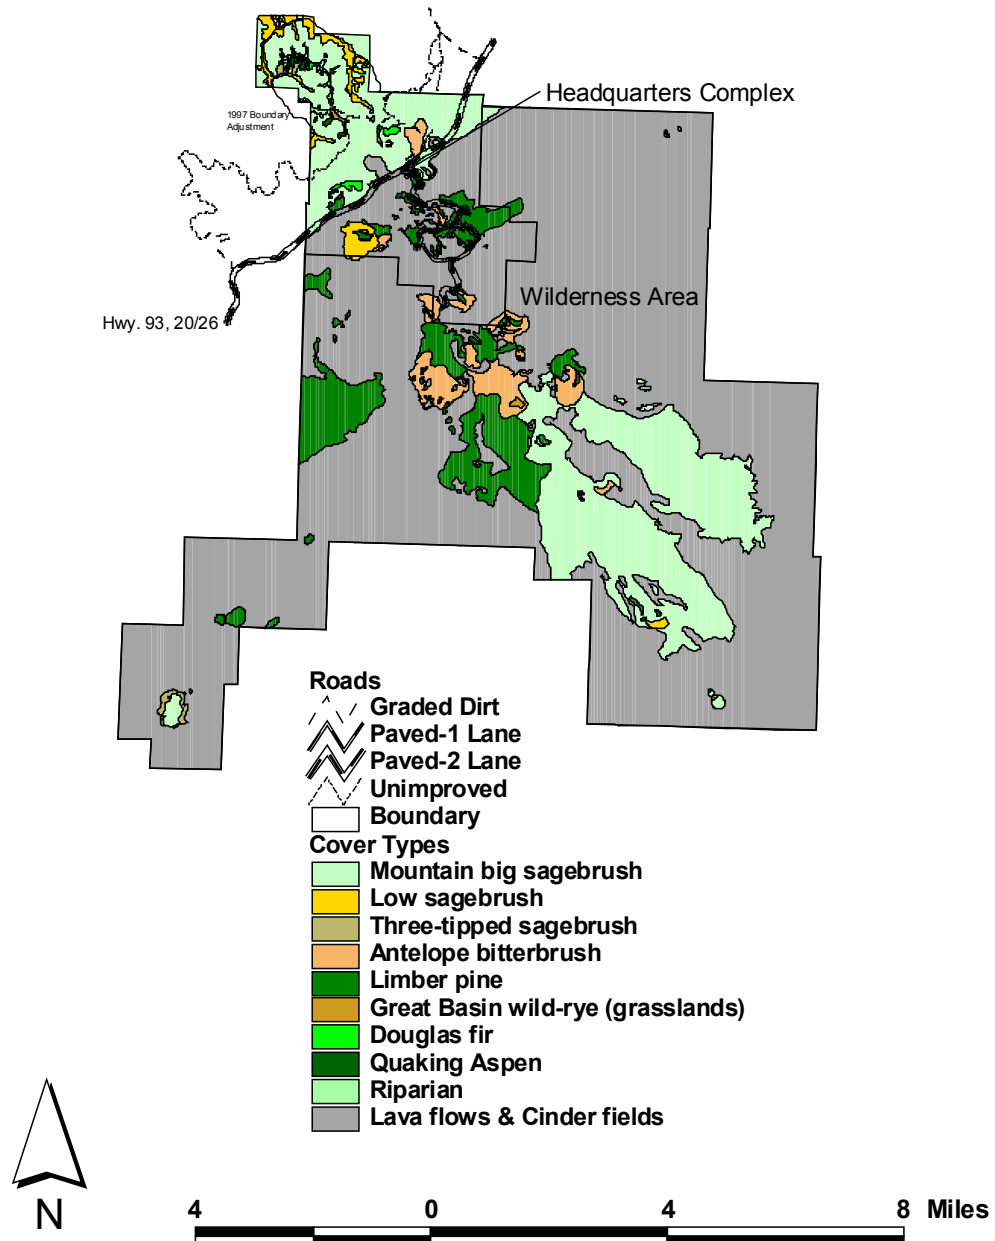 Headquarters Complex
1997 Boundary
Adjustment
Wilderness Area
Hwy. 93, 20/26
Roads
Graded Dirt
Paved-1 Lane
Paved-2 Lane
Unimproved
Boundary
Cover Types
Mountain big sagebrush
Low sagebrush
Three-tipped sagebrush
Antelope bitterbrush
Limber pine
Great Basin wild-rye (grasslands)
Douglas fir
Quaking Aspen
Riparian
Lava flows & Cinder fields
N
4 0 4 8 Miles